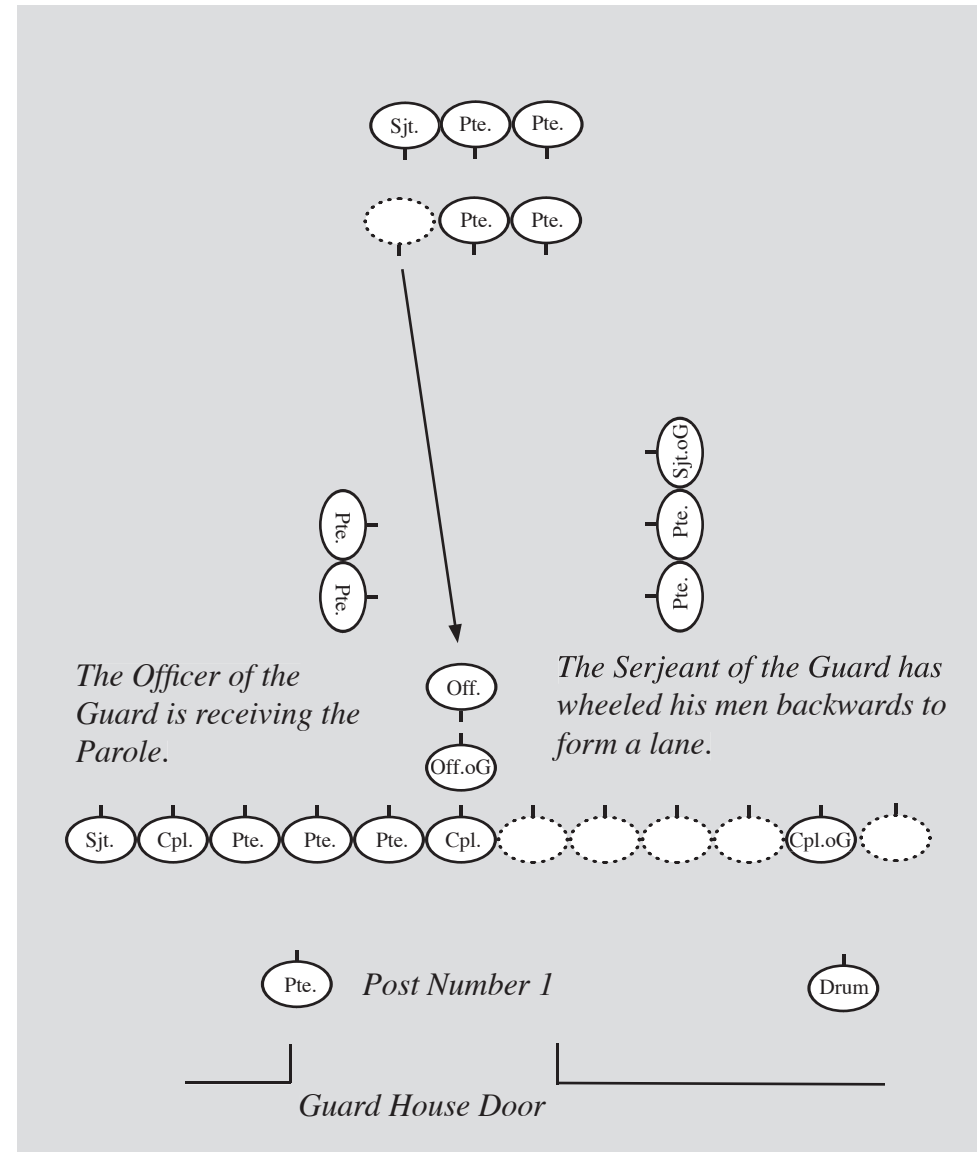 Sjt. Pte. Pte.
Pte. Pte.
Sjt.oG
Pte. Pte.
Pte. Pte.
The Officer of the
Guard is receiving the
Parole.
The Serjeant of the Guard has
wheeled his men backwards to
form a lane.
Off.
Off.oG
Sjt. Cpl. Pte. Pte. Pte. Cpl. Cpl.oG
Pte. Post Number 1 Drum
Guard House Door